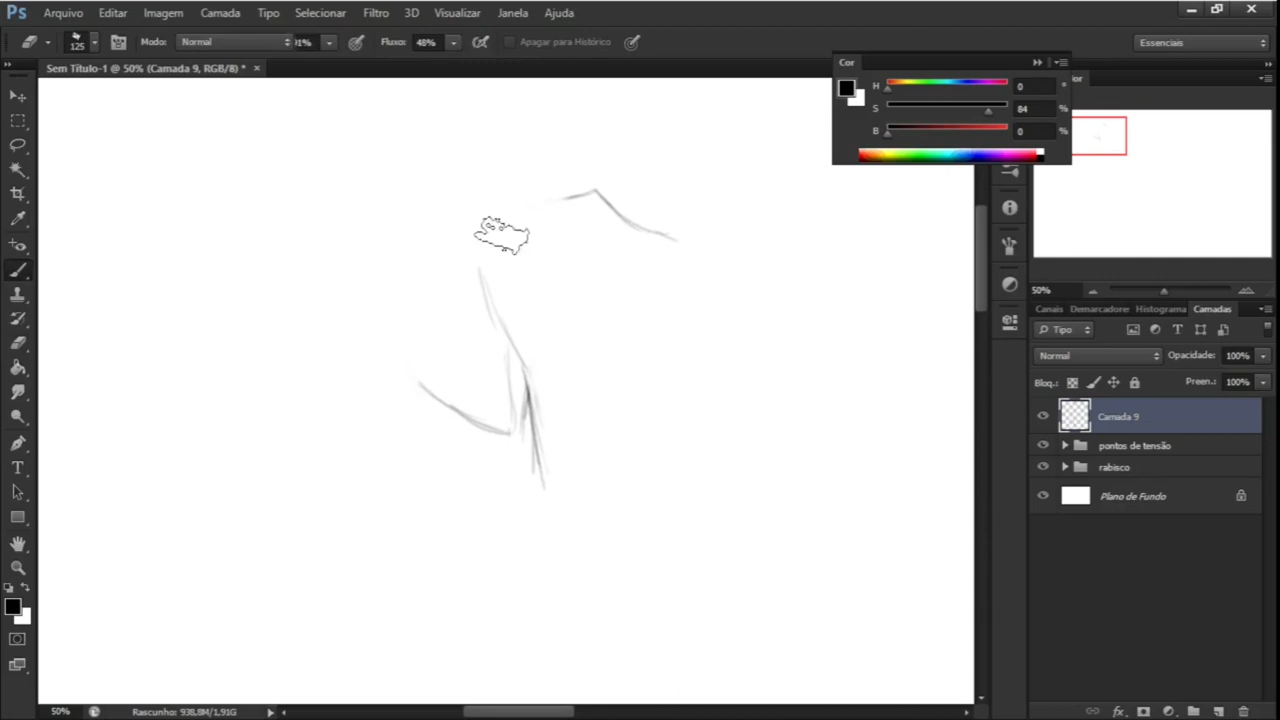 Ps Arquivo Editar Imagem Camada Tipo Selecionar Filtro 3D Visualizar Janela Ajuda
125 Modo: Normal 91% Fluxo: 48% Apagar para Histórico Essenciais
Sem Título-1 @ 50% (Camada 9, RGB/8) * ×
Cor
H 0 °
S 84 %
B 0 %
50%
Canais Demarcadores Histograma Camadas
Tipo
Normal Opacidade: 100%
Bloq.: Preen.: 100%
Camada 9
pontos de tensão
rabisco
Plano de Fundo
50% Rascunho: 938,8M/1,91G